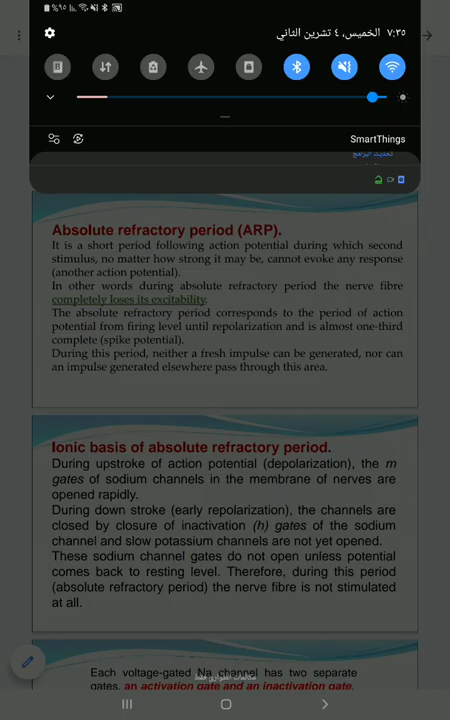 %٩٥
٧:٣٥ الخميس، ٤ تشرين الثاني
SmartThings
تحديث البرامج
Absolute refractory period (ARP).
It is a short period following action potential during which second
stimulus, no matter how strong it may be, cannot evoke any response
(another action potential).
In other words during absolute refractory period the nerve fibre
completely loses its excitability.
The absolute refractory period corresponds to the period of action
potential from firing level until repolarization and is almost one-third
complete (spike potential).
During this period, neither a fresh impulse can be generated, nor can
an impulse generated elsewhere pass through this area.
Ionic basis of absolute refractory period.
During upstroke of action potential (depolarization), the m
gates of sodium channels in the membrane of nerves are
opened rapidly.
During down stroke (early repolarization), the channels are
closed by closure of inactivation (h) gates of the sodium
channel and slow potassium channels are not yet opened.
These sodium channel gates do not open unless potential
comes back to resting level. Therefore, during this period
(absolute refractory period) the nerve fibre is not stimulated
at all.
Each voltage-gated Na channel has two separate
gates, an activation gate and an inactivation gate.